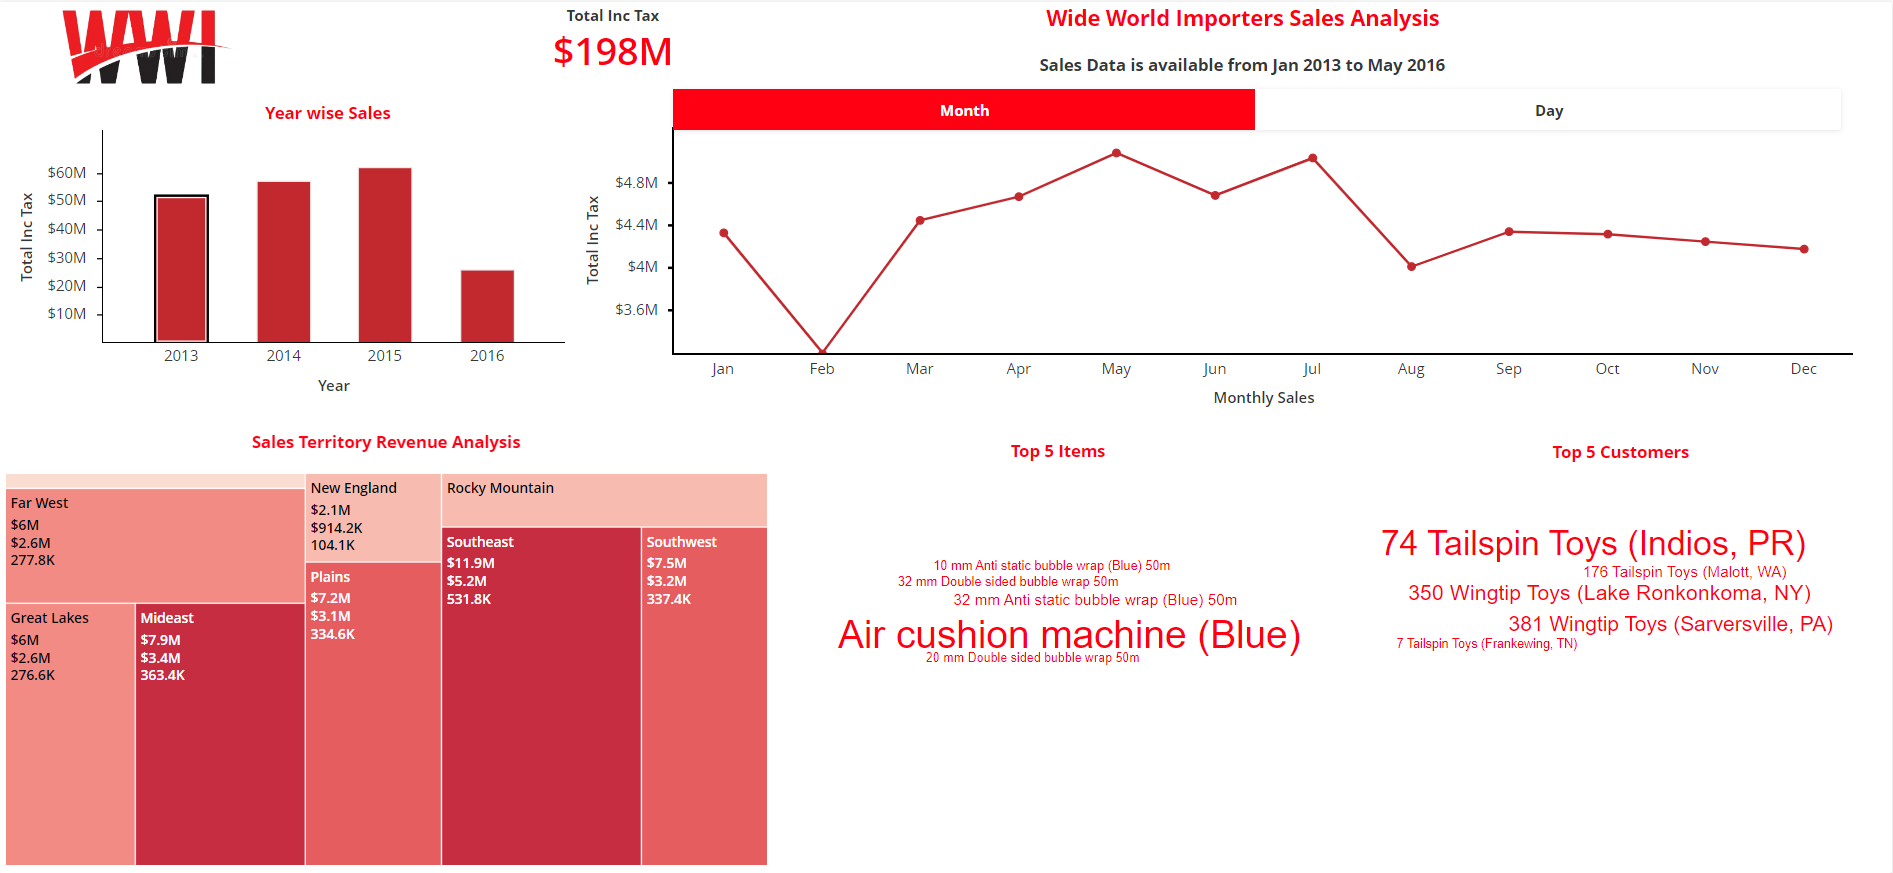 WWI
Total Inc Tax
$198M
Wide World Importers Sales Analysis
Sales Data is available from Jan 2013 to May 2016
Month
Day
Year wise Sales
Total Inc Tax
$60M
$50M
$40M
$30M
$20M
$10M
2013 2014 2015 2016
Year
Total Inc Tax
$4.8M
$4.4M
$4M
$3.6M
Jan Feb Mar Apr May Jun Jul Aug Sep Oct Nov Dec
Monthly Sales
Sales Territory Revenue Analysis
Far West
$6M
$2.6M
277.8K
Great Lakes
$6M
$2.6M
276.6K
Mideast
$7.9M
$3.4M
363.4K
New England
$2.1M
$914.2K
104.1K
Plains
$7.2M
$3.1M
334.6K
Rocky Mountain
Southeast
$11.9M
$5.2M
531.8K
Southwest
$7.5M
$3.2M
337.4K
Top 5 Items
10 mm Anti static bubble wrap (Blue) 50m
32 mm Double sided bubble wrap 50m
32 mm Anti static bubble wrap (Blue) 50m
Air cushion machine (Blue)
20 mm Double sided bubble wrap 50m
Top 5 Customers
74 Tailspin Toys (Indios, PR)
176 Tailspin Toys (Malott, WA)
350 Wingtip Toys (Lake Ronkonkoma, NY)
381 Wingtip Toys (Sarversville, PA)
7 Tailspin Toys (Frankewing, TN)